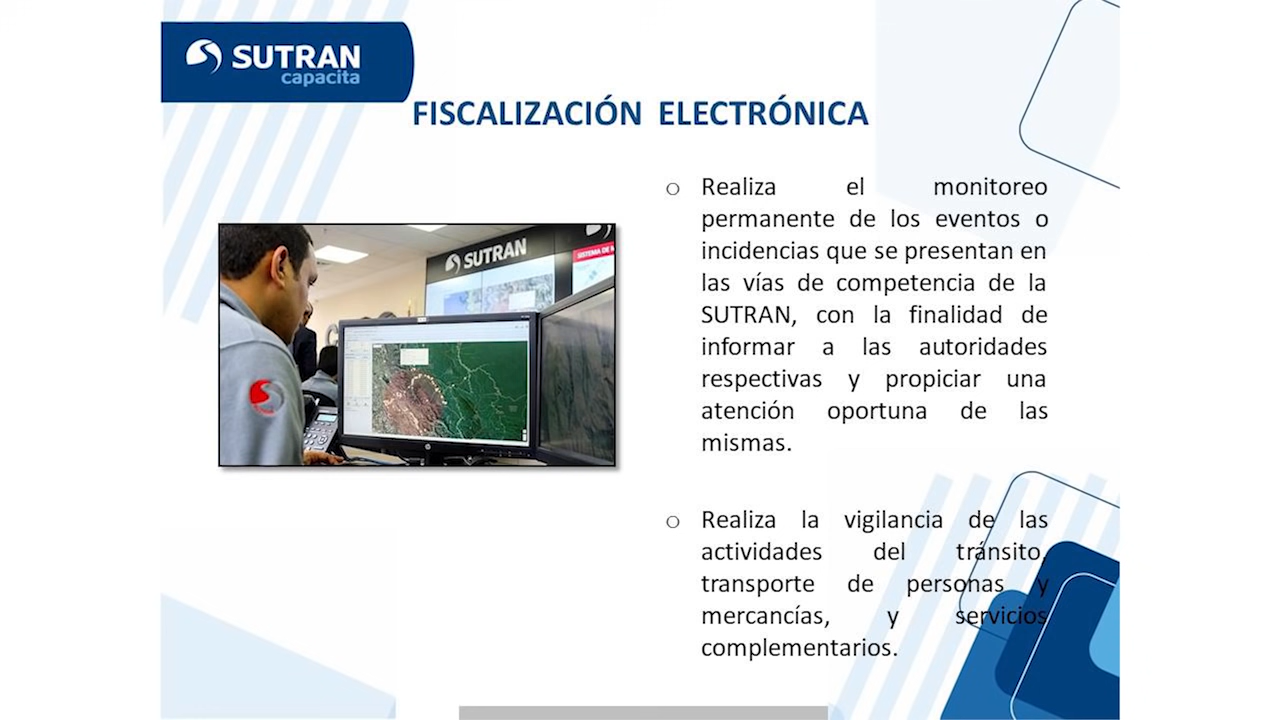 SUTRAN
capacita
FISCALIZACIÓN ELECTRÓNICA
SUTRAN
○ Realiza el monitoreo
permanente de los eventos o
incidencias que se presentan en
las vías de competencia de la
SUTRAN, con la finalidad de
informar a las autoridades
respectivas y propiciar una
atención oportuna de las
mismas.
○ Realiza la vigilancia de las
actividades del tránsito,
transporte de personas y
mercancías, y servicios
complementarios.